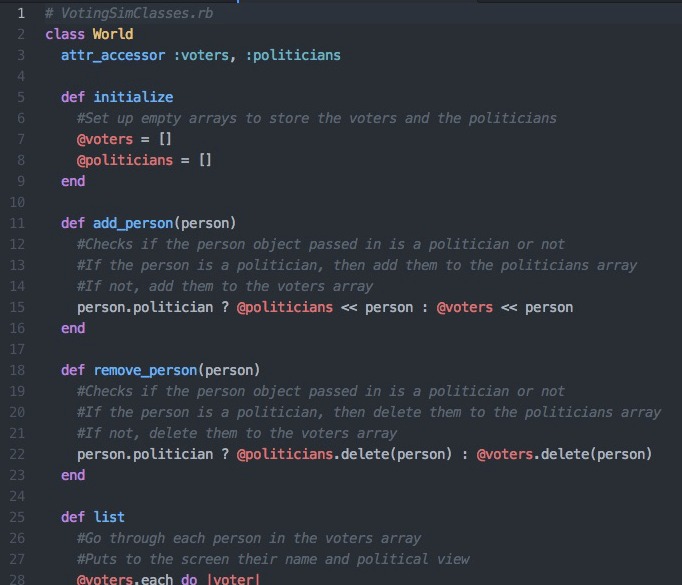 1 # VotingSimClasses.rb
2 class World
3   attr_accessor :voters, :politicians
4
5   def initialize
6     #Set up empty arrays to store the voters and the politicians
7     @voters = []
8     @politicians = []
9   end
10
11   def add_person(person)
12     #Checks if the person object passed in is a politician or not
13     #If the person is a politician, then add them to the politicians array
14     #If not, add them to the voters array
15     person.politician ? @politicians << person : @voters << person
16   end
17
18   def remove_person(person)
19     #Checks if the person object passed in is a politician or not
20     #If the person is a politician, then delete them to the politicians array
21     #If not, delete them to the voters array
22     person.politician ? @politicians.delete(person) : @voters.delete(person)
23   end
24
25   def list
26     #Go through each person in the voters array
27     #Puts to the screen their name and political view
28     @voters.each do |voter|